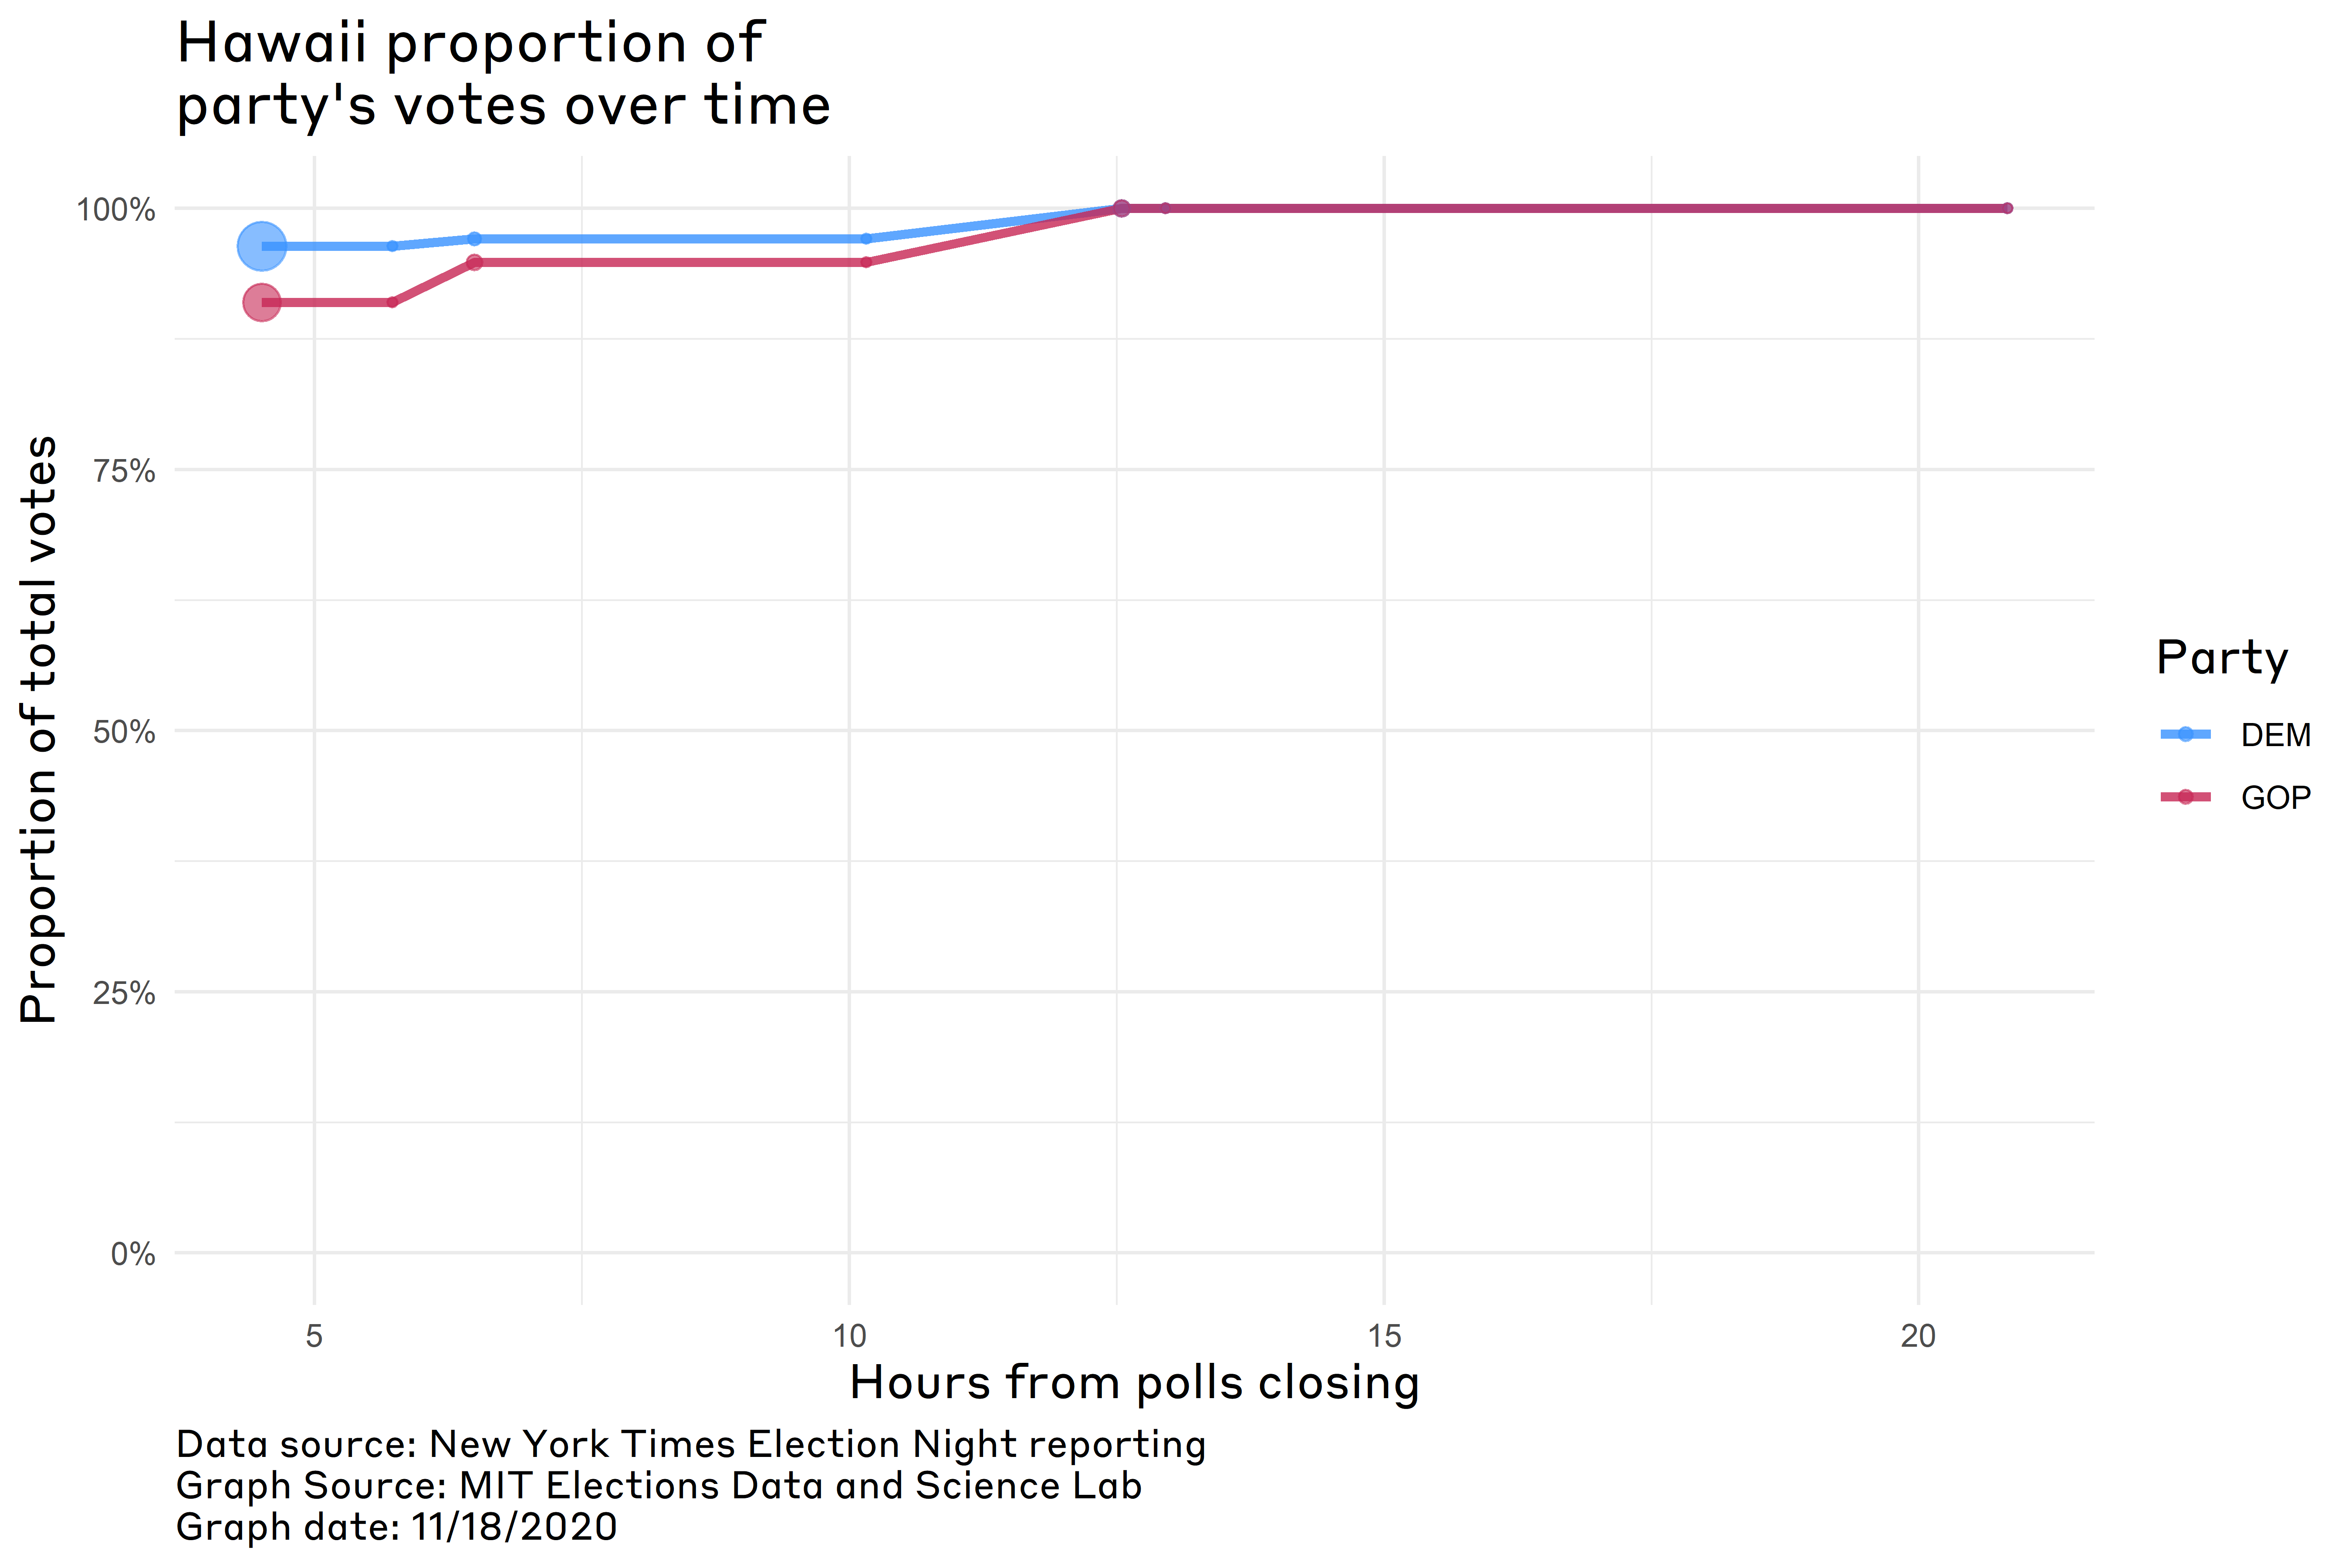 Hawaii proportion of
party's votes over time
Proportion of total votes
100%
75%
50%
25%
0%
5
10
15
20
Hours from polls closing
Party
DEM
GOP
Data source: New York Times Election Night reporting
Graph Source: MIT Elections Data and Science Lab
Graph date: 11/18/2020